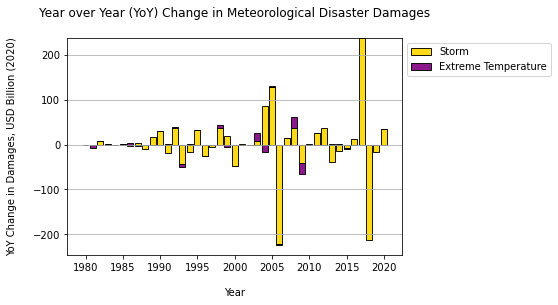 Year over Year (YoY) Change in Meteorological Disaster Damages
YoY Change in Damages, USD Billion (2020)
200
100
0
−100
−200
1980 1985 1990 1995 2000 2005 2010 2015 2020
Year
Storm
Extreme Temperature